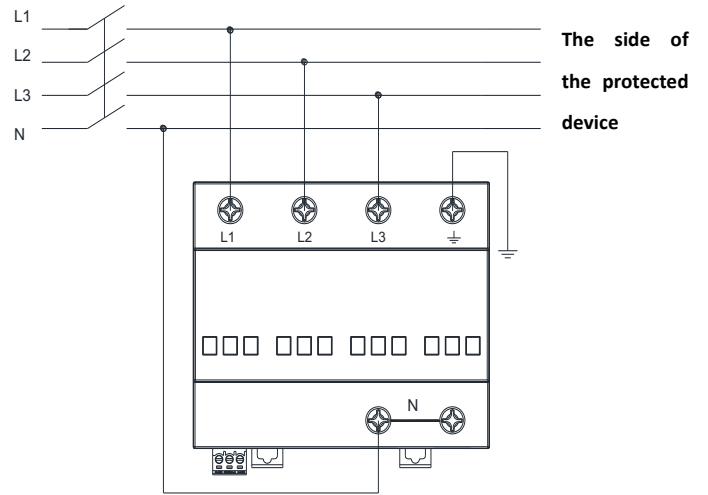 L1
L2
L3
N
The side of
the protected
device
L1 L2 L3
N